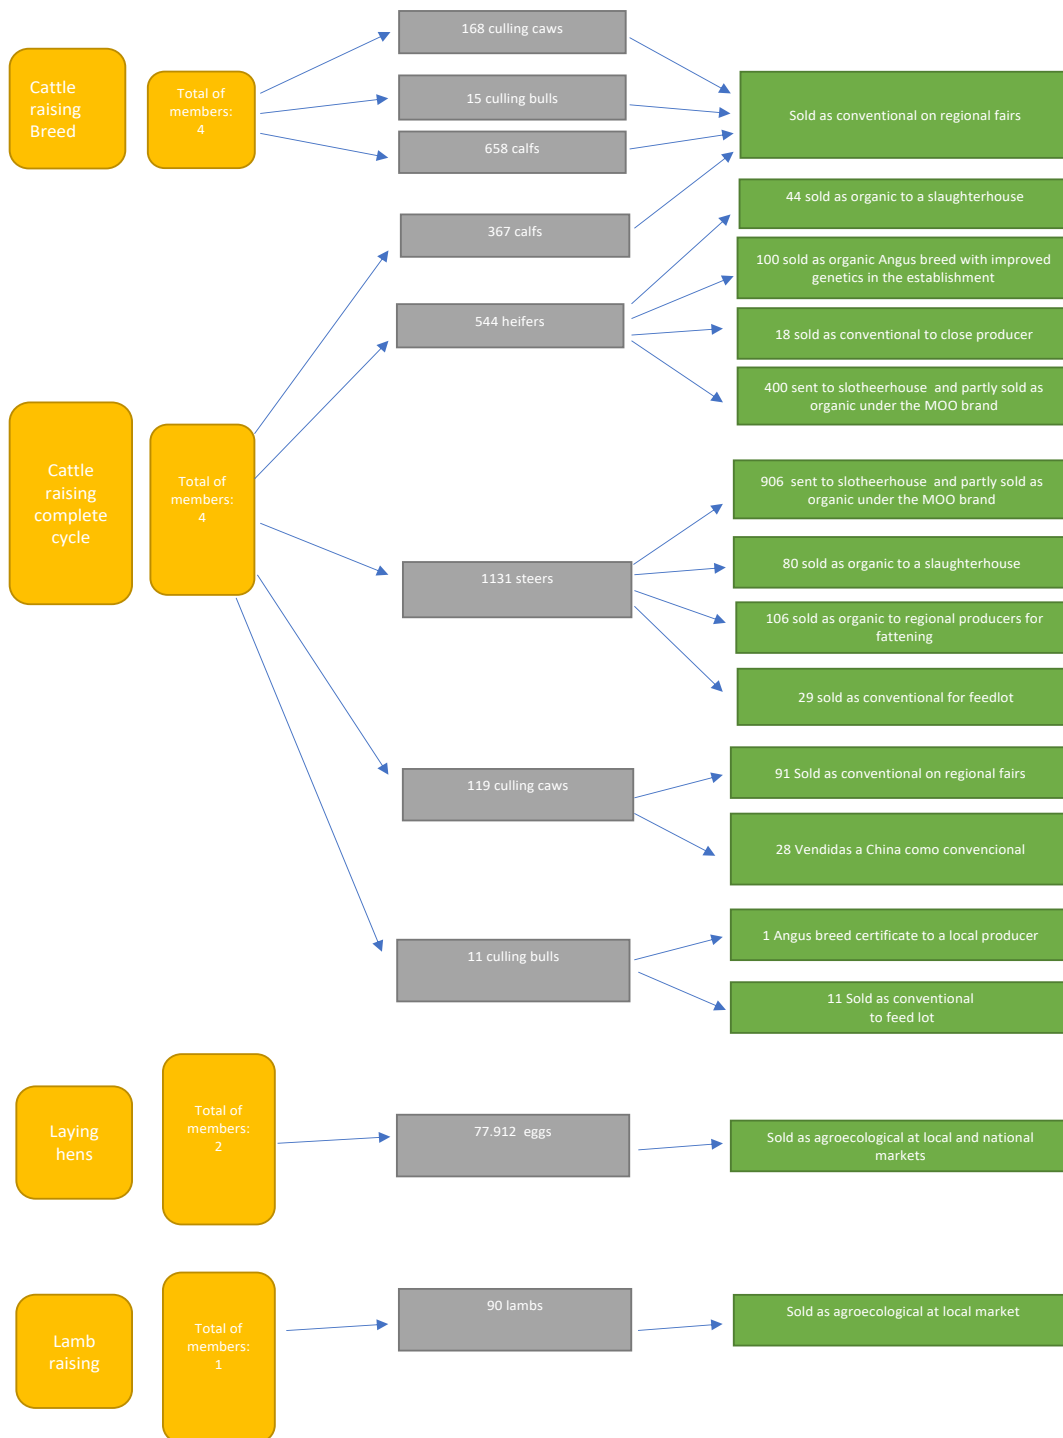 Cattle
raising
Breed
Total of
members:
4
168 culling caws
15 culling bulls
658 calfs
Sold as conventional on regional fairs
Cattle
raising
complete
cycle
Total of
members:
4
367 calfs
544 heifers
44 sold as organic to a slaughterhouse
100 sold as organic Angus breed with improved
genetics in the establishment
18 sold as conventional to close producer
400 sent to slotheerhouse and partly sold as
organic under the MOO brand
1131 steers
906 sent to slotheerhouse and partly sold as
organic under the MOO brand
80 sold as organic to a slaughterhouse
106 sold as organic to regional producers for
fattening
29 sold as conventional for feedlot
119 culling caws
91 Sold as conventional on regional fairs
28 Vendidas a China como convencional
11 culling bulls
1 Angus breed certificate to a local producer
11 Sold as conventional
to feed lot
Laying
hens
Total of
members:
2
77.912 eggs
Sold as agroecological at local and national
markets
Lamb
raising
Total of
members:
1
90 lambs
Sold as agroecological at local market